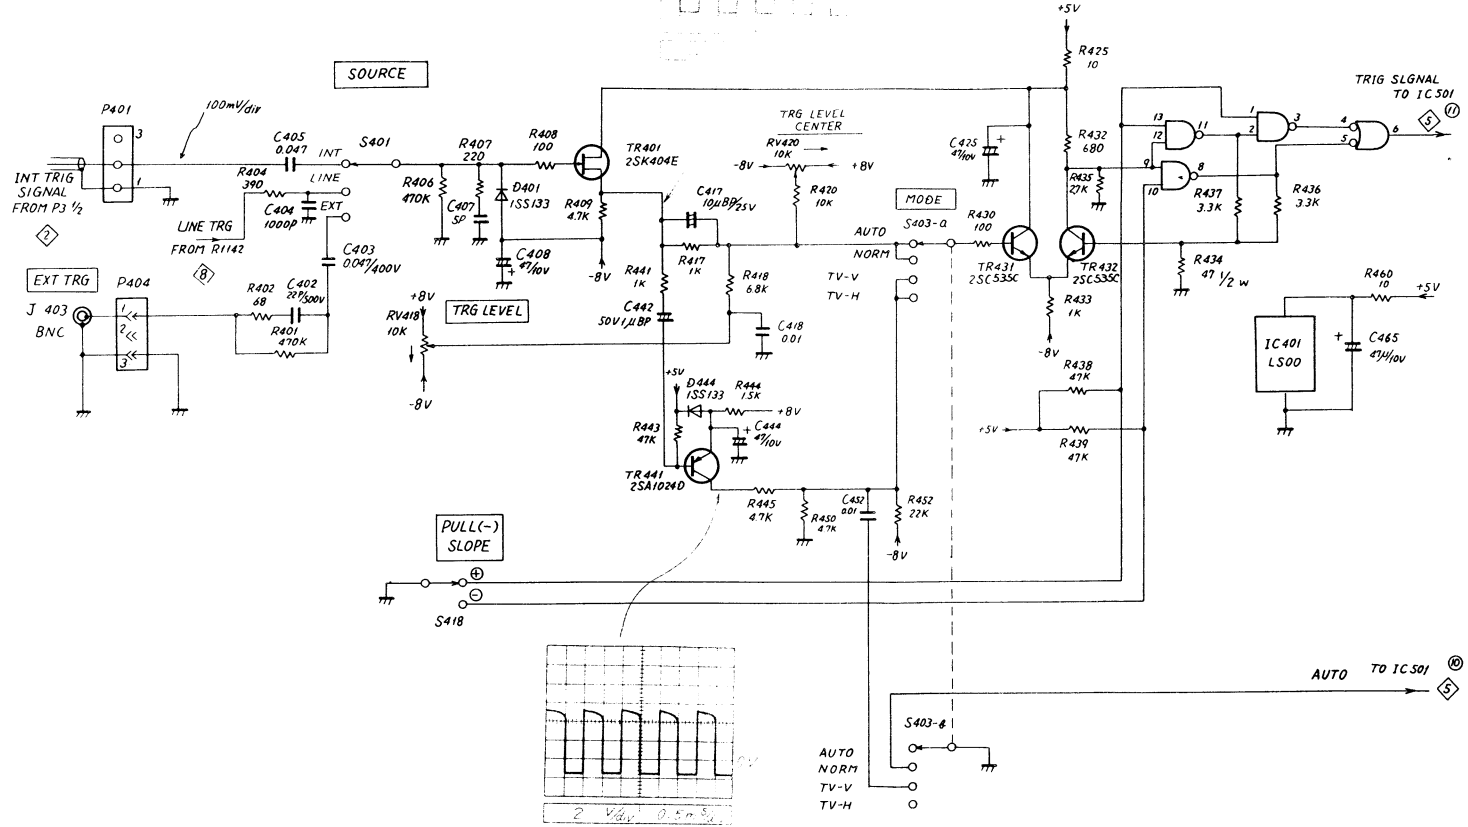 +5V
R425
10
SOURCE
TRIG SLGNAL
TO IC501
⑪
5
P401
3
1
100mV/div
C405
0.047
INT
S401
R407
220
R408
100
TR401
2SK404E
TRG LEVEL
CENTER
RV420
10K
-8V
+8V
R420
10K
C425
47/10V
R432
680
R435
27K
13
12
11
9
10
8
1
2
3
4
5
6
R437
3.3K
R436
3.3K
INT TRIG
SIGNAL
FROM P3 1/2
2
R404
390
LINE
EXT
C404
1000P
LINE TRG
FROM R1142
8
R406
470K
C407
5P
D401
1SS133
R409
4.7K
C417
10μBP/25V
MODE
S403-a
AUTO
NORM
TV-V
TV-H
R430
100
TR431
2SC535C
TR432
2SC535C
R434
47 1/2 W
C403
0.047/400V
C408
47/10V
-8V
R441
1K
R417
1K
R418
6.8K
R433
1K
-8V
R460
10
+5V
EXT TRG
J 403
BNC
P404
1
2
3
R402
68
C402
22P/500V
R401
470K
+8V
RV418
10K
-8V
TRG LEVEL
C442
50V1μBP
C418
0.01
IC401
LS00
C465
47μ/10V
R438
47K
+5V
R439
47K
+5V
D444
1SS133
R444
1.5K
+8V
R443
47K
C444
47/10V
TR441
2SA1024D
R445
4.7K
R450
4.7K
C452
0.01
R452
22K
-8V
PULL(-)
SLOPE
+
-
S418
AUTO
TO IC501
⑩
5
S403-b
AUTO
NORM
TV-V
TV-H
0V
2 V/div 0.5mS/